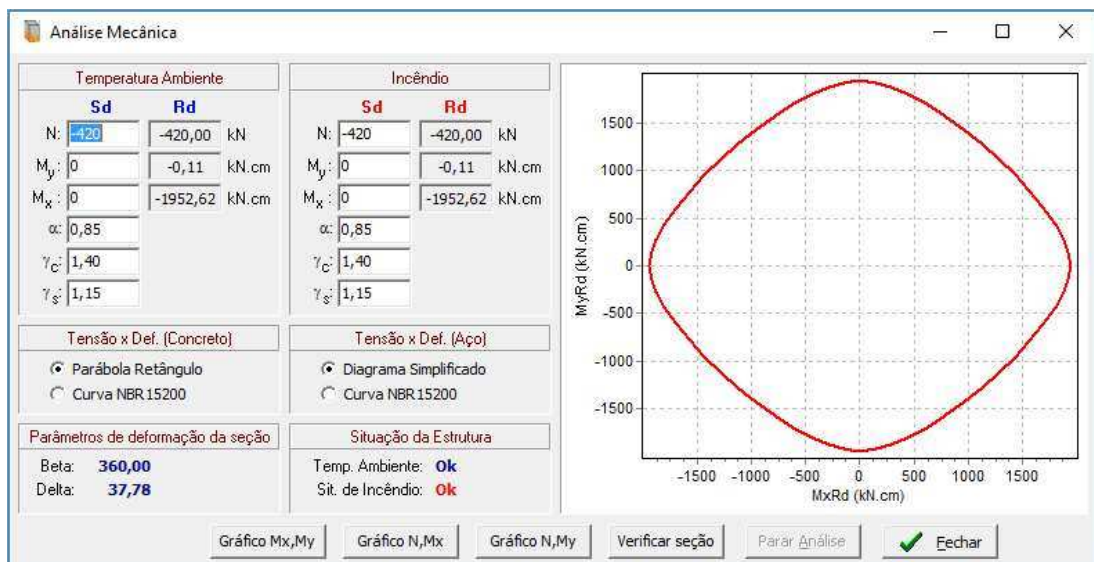 Análise Mecânica
Temperatura Ambiente
Sd Rd
N: -420 -420,00 kN
My: 0 -0,11 kN.cm
Mx: 0 -1952,62 kN.cm
α: 0,85
γc: 1,40
γs: 1,15
Incêndio
Sd Rd
N: -420 -420,00 kN
My: 0 -0,11 kN.cm
Mx: 0 -1952,62 kN.cm
α: 0,85
γc: 1,40
γs: 1,15
Tensão x Def. (Concreto)
Parábola Retângulo
Curva NBR15200
Tensão x Def. (Aço)
Diagrama Simplificado
Curva NBR15200
Parâmetros de deformação da seção
Beta: 360,00
Delta: 37,78
Situação da Estrutura
Temp. Ambiente: Ok
Sit. de Incêndio: Ok
MyRd (kN.cm)
1500
1000
500
0
-500
-1000
-1500
-1500 -1000 -500 0 500 1000 1500
MxRd (kN.cm)
Gráfico Mx,My Gráfico N,Mx Gráfico N,My Verificar seção Parar Análise Fechar